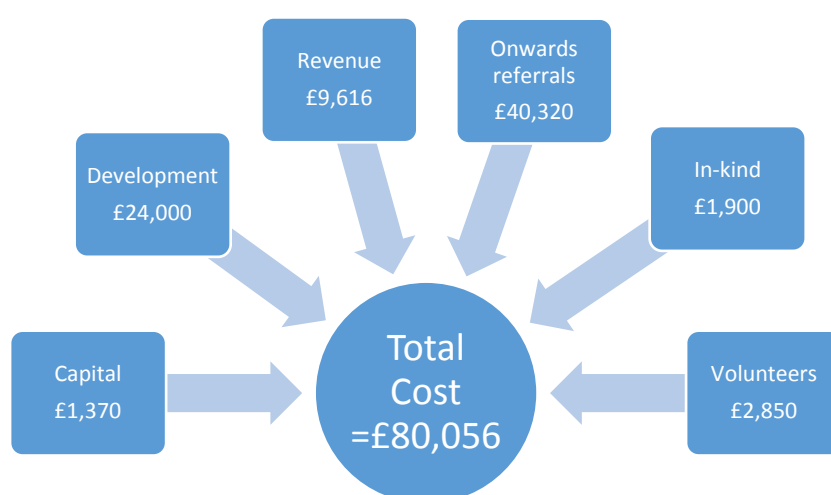 Capital
£1,370
Development
£24,000
Revenue
£9,616
Onwards
referrals
£40,320
In-kind
£1,900
Volunteers
£2,850
Total
Cost
=£80,056